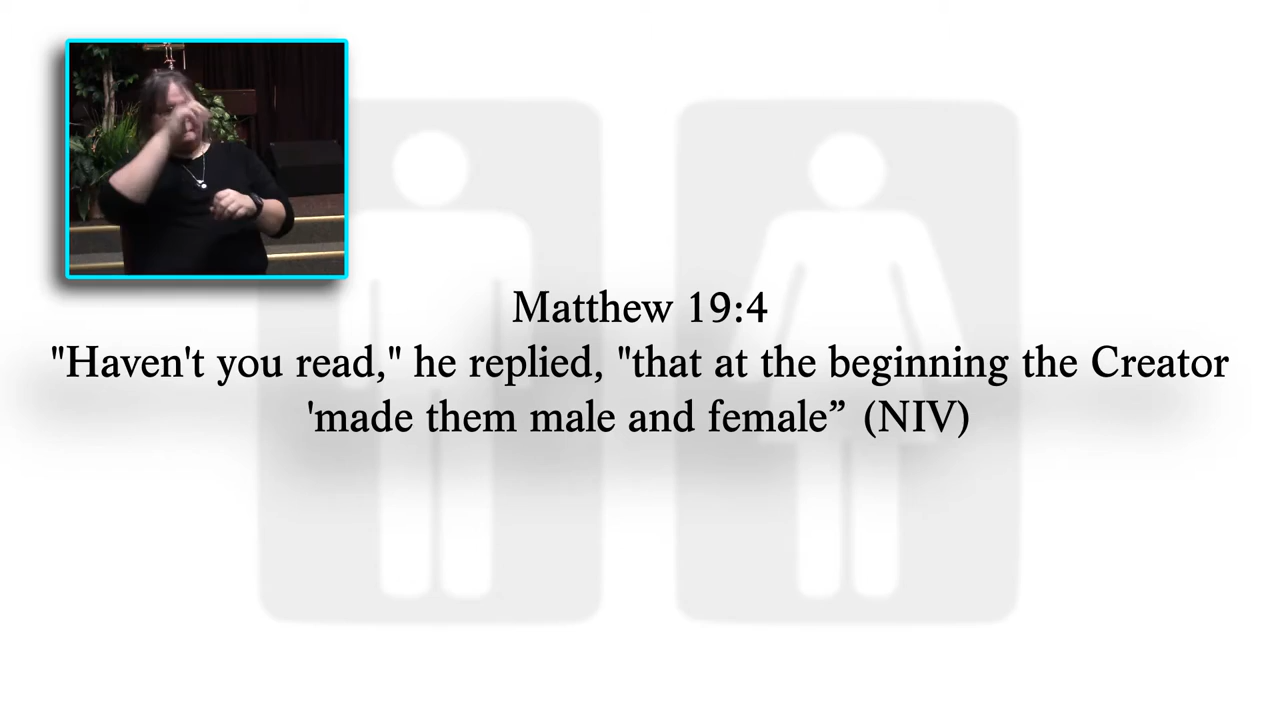 Matthew 19:4
"Haven't you read," he replied, "that at the beginning the Creator
'made them male and female” (NIV)